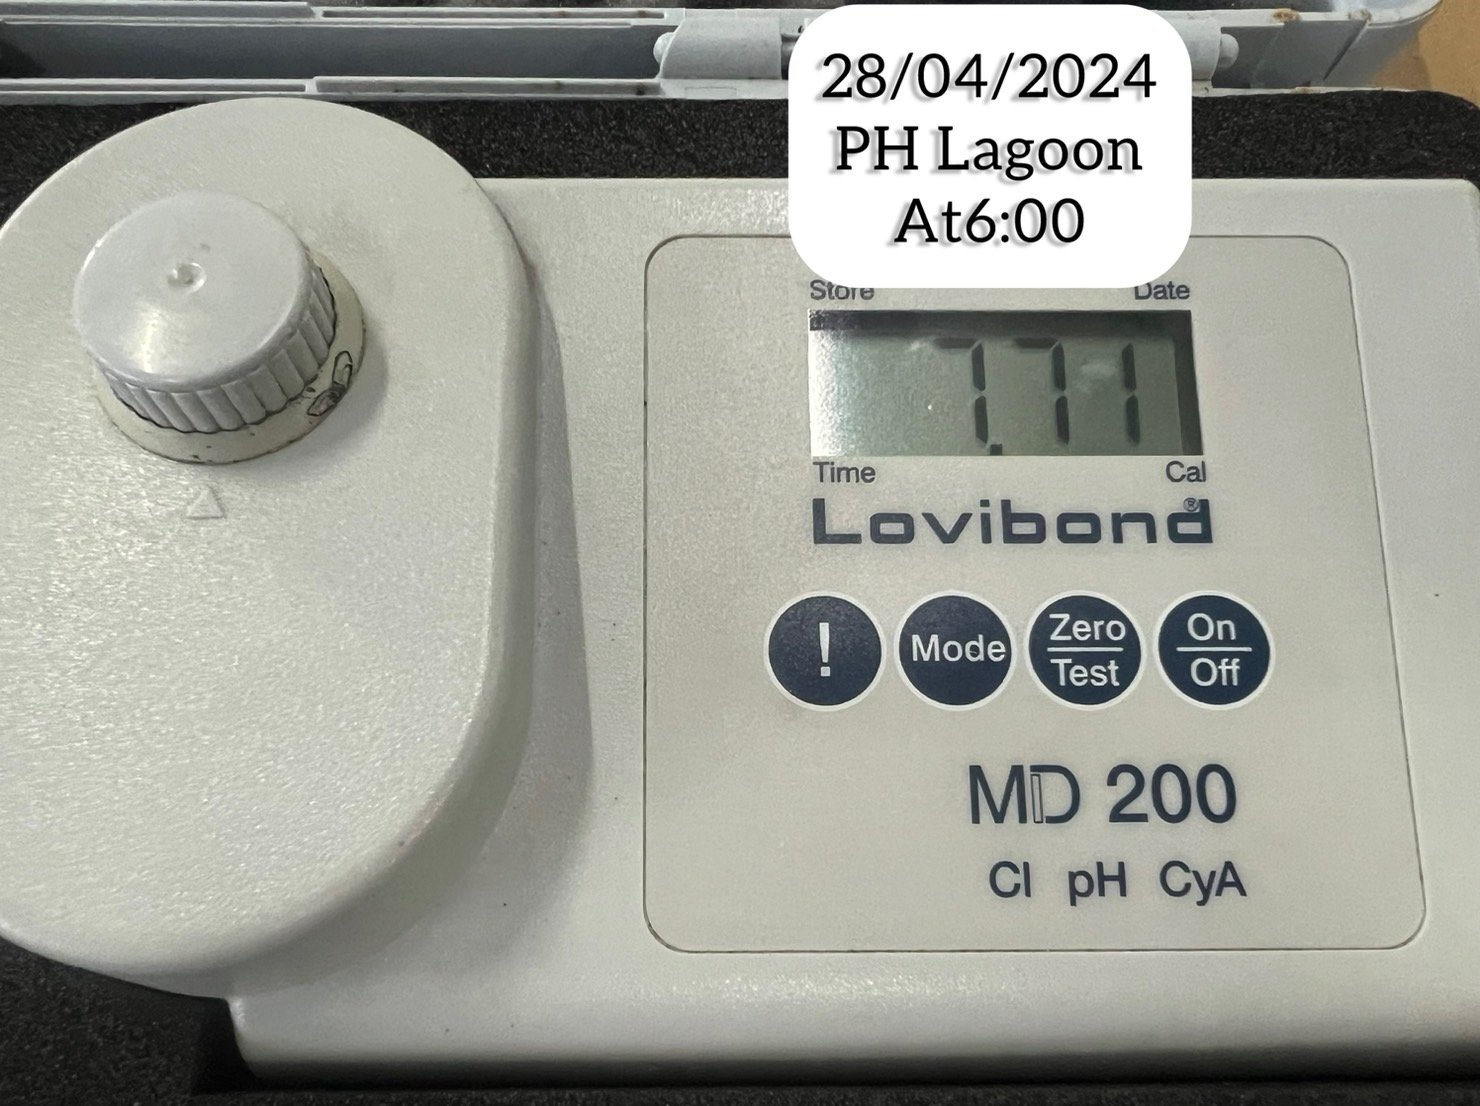 28/04/2024
PH Lagoon
At6:00
Store Date
7.71
Time Cal
Lovibond®
! Mode Zero Test On Off
MD 200
Cl pH CyA